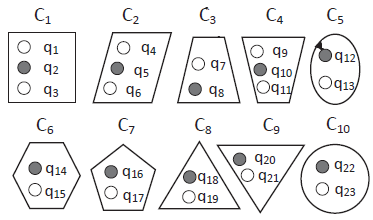 C1 C2 C3 C4 C5
q1 q4 q7 q9 q12
q2 q5 q8 q10 q13
q3 q6 q11
C6 C7 C8 C9 C10
q14 q16 q18 q20 q22
q15 q17 q19 q21 q23